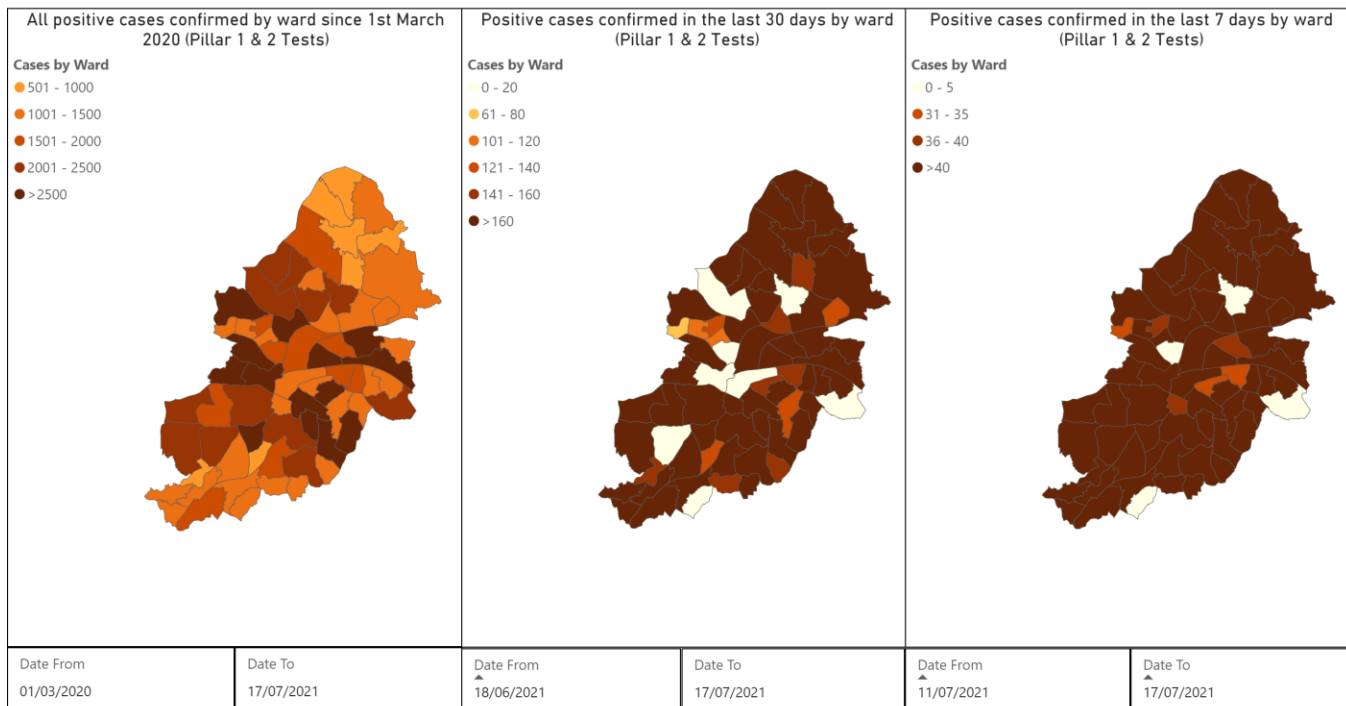 All positive cases confirmed by ward since 1st March
2020 (Pillar 1 & 2 Tests)
Cases by Ward
501 - 1000
1001 - 1500
1501 - 2000
2001 - 2500
>2500
Date From
01/03/2020
Date To
17/07/2021
Positive cases confirmed in the last 30 days by ward
(Pillar 1 & 2 Tests)
Cases by Ward
0 - 20
61 - 80
101 - 120
121 - 140
141 - 160
>160
Date From
18/06/2021
Date To
17/07/2021
Positive cases confirmed in the last 7 days by ward
(Pillar 1 & 2 Tests)
Cases by Ward
0 - 5
31 - 35
36 - 40
>40
Date From
11/07/2021
Date To
17/07/2021